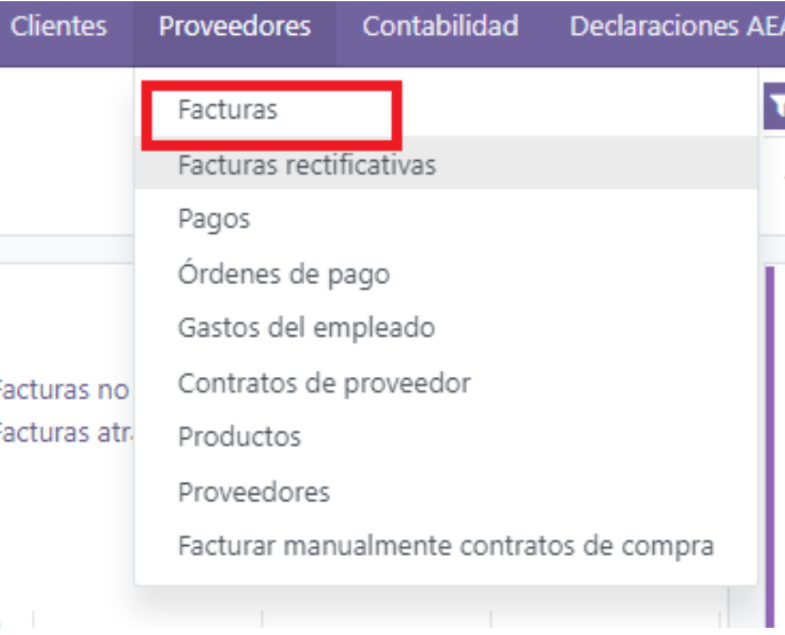 Clientes Proveedores Contabilidad Declaraciones AEA
Facturas
Facturas rectificativas
Pagos
Órdenes de pago
Gastos del empleado
Facturas no
Contratos de proveedor
Facturas atr
Productos
Proveedores
Facturar manualmente contratos de compra